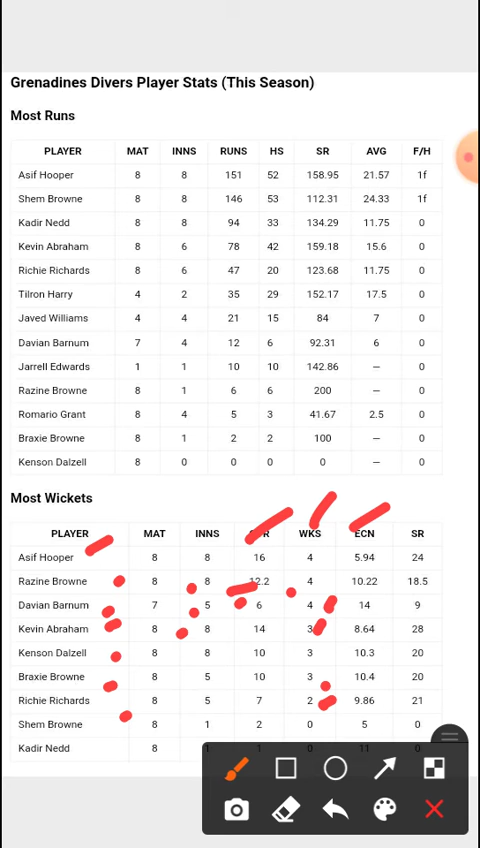 Grenadines Divers Player Stats (This Season)
Most Runs
PLAYER MAT INNS RUNS HS SR AVG F/H
Asif Hooper 8 8 151 52 158.95 21.57 1f
Shem Browne 8 8 146 53 112.31 24.33 1f
Kadir Nedd 8 8 94 33 134.29 11.75 0
Kevin Abraham 8 6 78 42 159.18 15.6 0
Richie Richards 8 6 47 20 123.68 11.75 0
Tilron Harry 4 2 35 29 152.17 17.5 0
Javed Williams 4 4 21 15 84 7 0
Davian Barnum 7 4 12 6 92.31 6 0
Jarrell Edwards 1 1 10 10 142.86 — 0
Razine Browne 8 1 6 6 200 — 0
Romario Grant 8 4 5 3 41.67 2.5 0
Braxie Browne 8 1 2 2 100 — 0
Kenson Dalzell 8 0 0 0 0 — 0
Most Wickets
PLAYER MAT INNS WKS ECN SR
Asif Hooper 8 8 16 4 5.94 24
Razine Browne 8 8 12.2 4 10.22 18.5
Davian Barnum 7 5 6 4 14 9
Kevin Abraham 8 8 14 3 8.64 28
Kenson Dalzell 8 8 10 3 10.3 20
Braxie Browne 8 5 10 3 10.4 20
Richie Richards 8 5 7 2 9.86 21
Shem Browne 8 1 2 0 5 0
Kadir Nedd 8 1 1 0 11 0